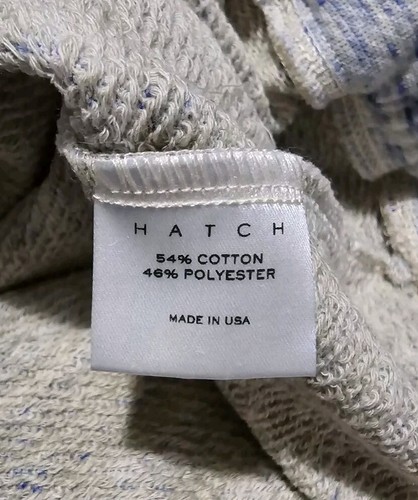 HATCH
54% COTTON
46% POLYESTER
MADE IN USA